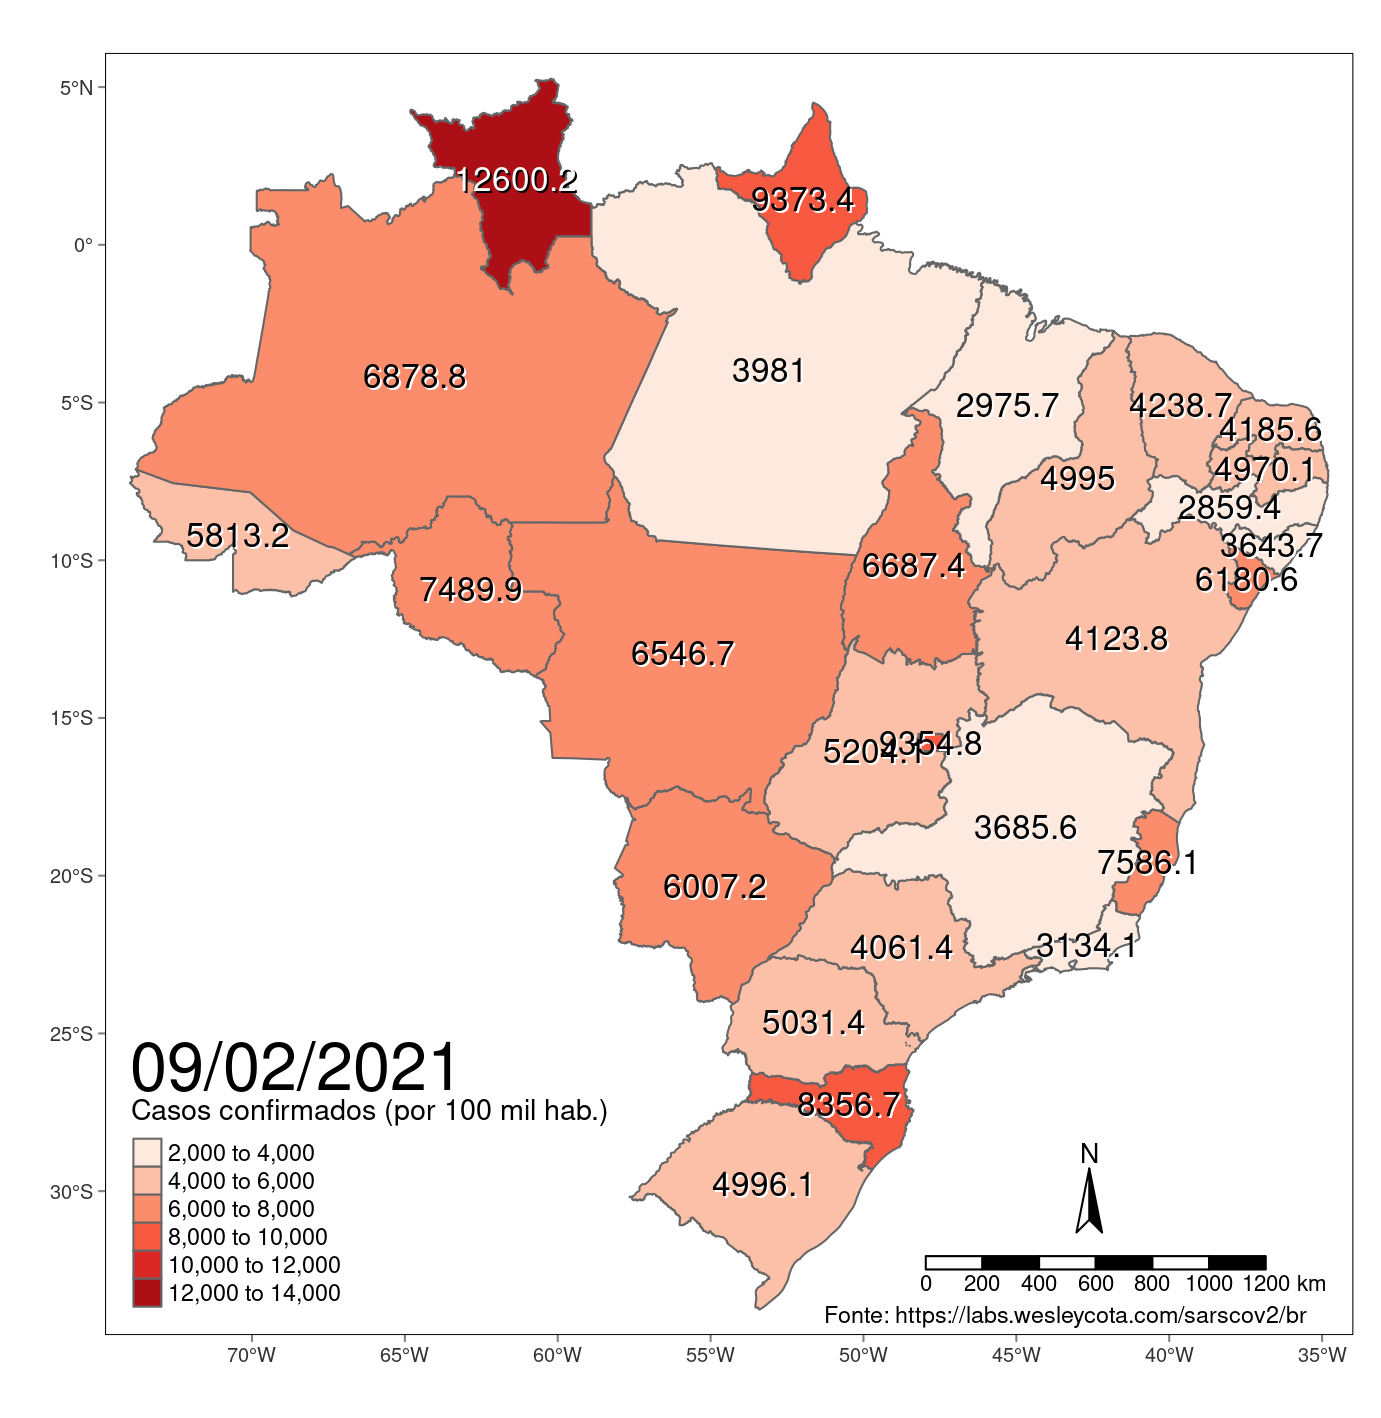 5°N
0°
5°S
10°S
15°S
20°S
25°S
30°S
12600.2
9373.4
6878.8
3981
2975.7
4238.7
4185.6
4970.1
4995
2859.4
3643.7
6180.6
5813.2
7489.9
6687.4
6546.7
4123.8
9354.8
5204.1
3685.6
7586.1
6007.2
4061.4
3134.1
5031.4
8356.7
4996.1
09/02/2021
Casos confirmados (por 100 mil hab.)
2,000 to 4,000
4,000 to 6,000
6,000 to 8,000
8,000 to 10,000
10,000 to 12,000
12,000 to 14,000
N
0 200 400 600 800 1000 1200 km
Fonte: https://labs.wesleycota.com/sarscov2/br
70°W 65°W 60°W 55°W 50°W 45°W 40°W 35°W